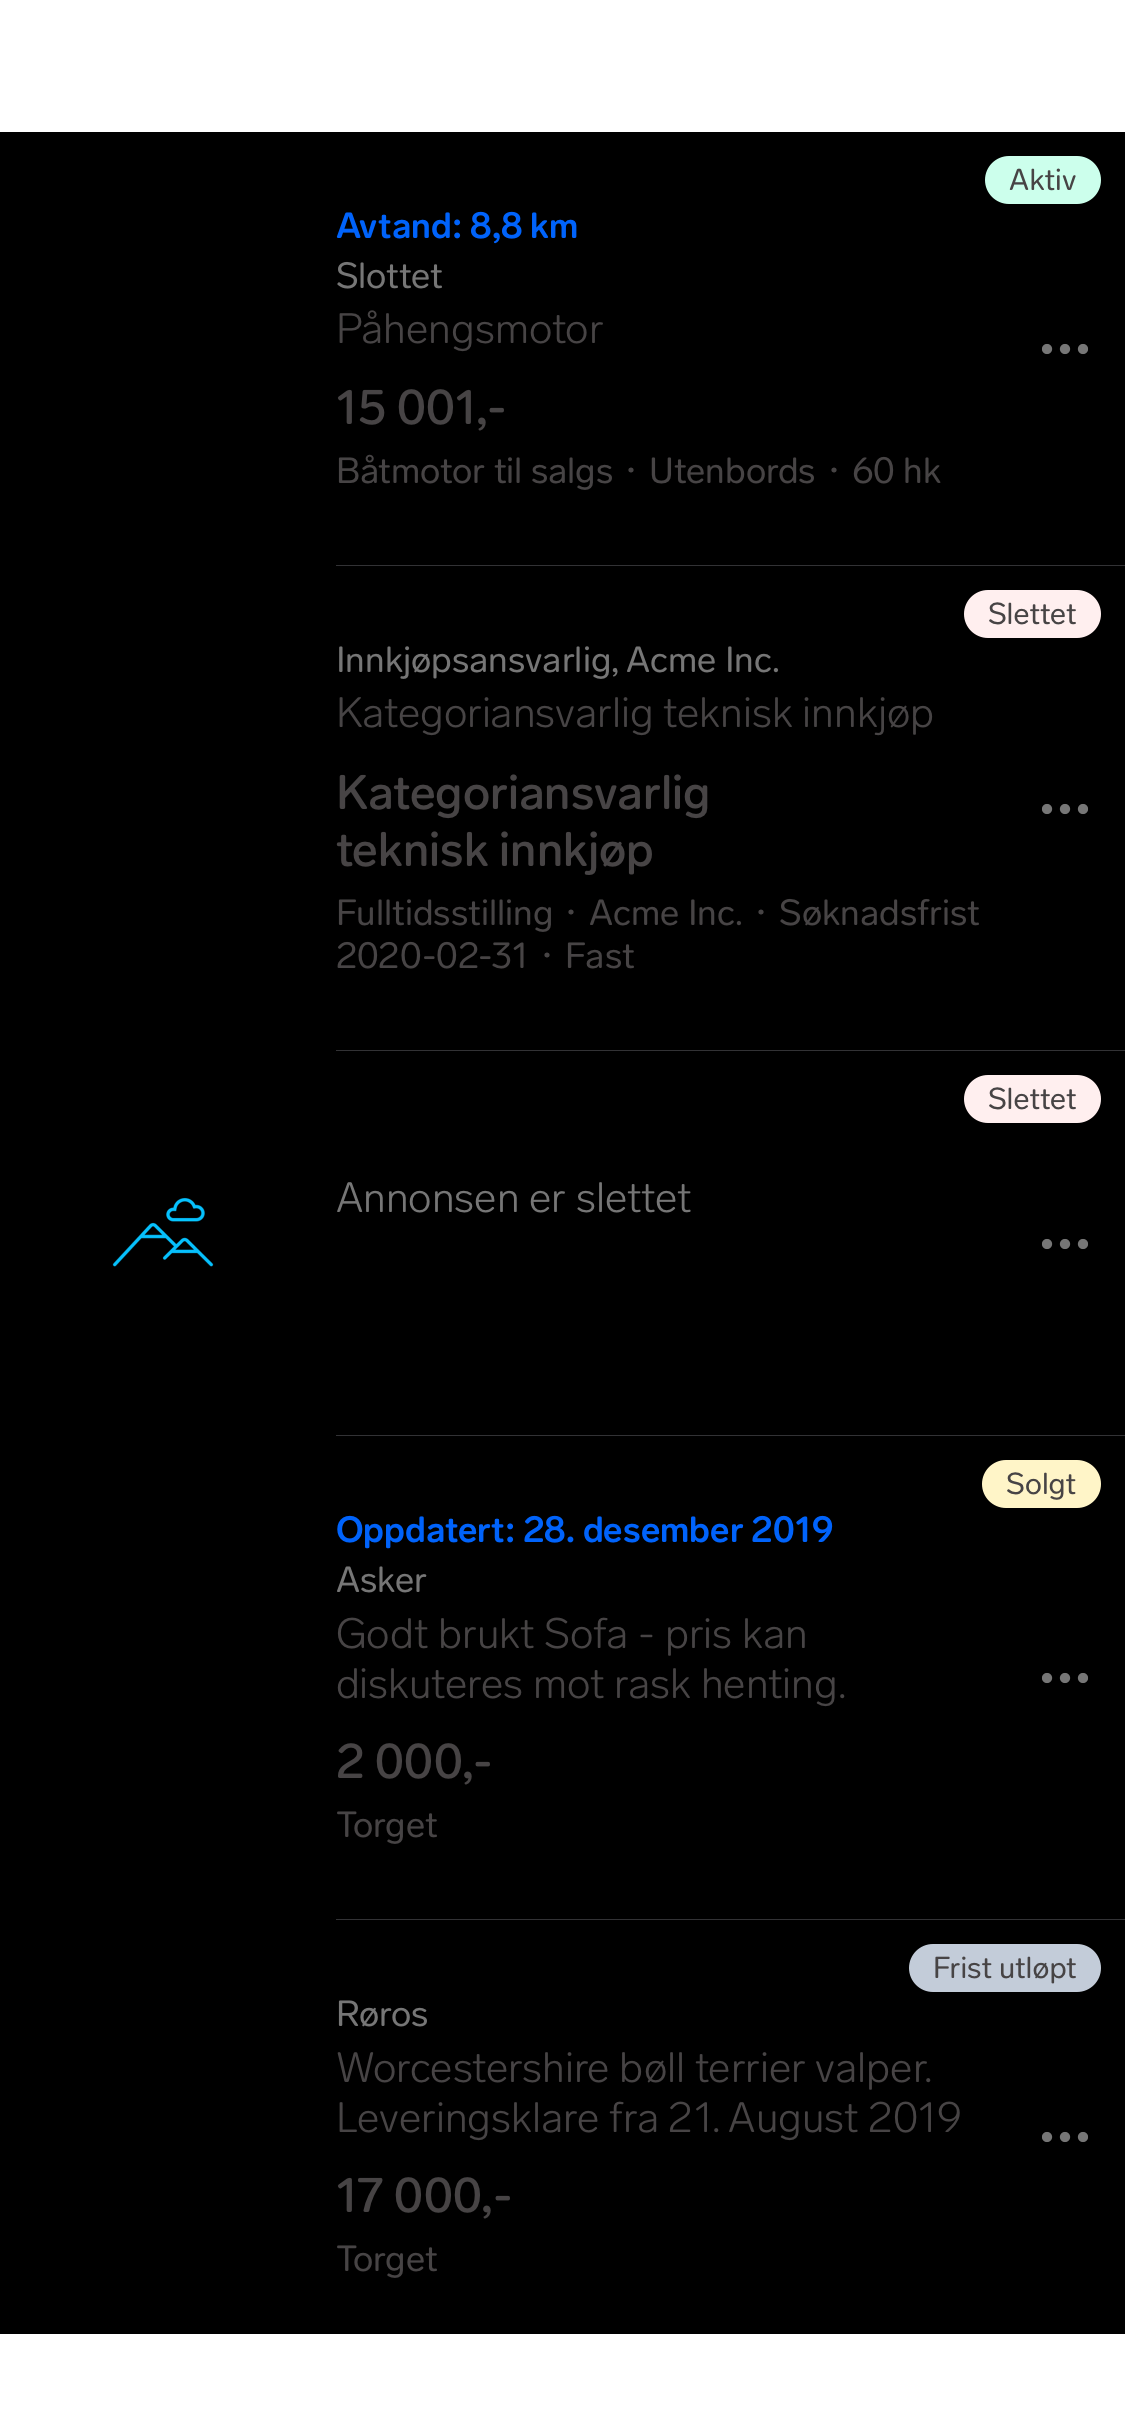 Aktiv
Avtand: 8,8 km
Slottet
Påhengsmotor
15 001,-
Båtmotor til salgs · Utenbords · 60 hk
Slettet
Innkjøpsansvarlig, Acme Inc.
Kategoriansvarlig teknisk innkjøp
Kategoriansvarlig
teknisk innkjøp
Fulltidsstilling · Acme Inc. · Søknadsfrist
2020-02-31 · Fast
Slettet
Annonsen er slettet
Solgt
Oppdatert: 28. desember 2019
Asker
Godt brukt Sofa - pris kan
diskuteres mot rask henting.
2 000,-
Torget
Frist utløpt
Røros
Worcestershire bøll terrier valper.
Leveringsklare fra 21. August 2019
17 000,-
Torget